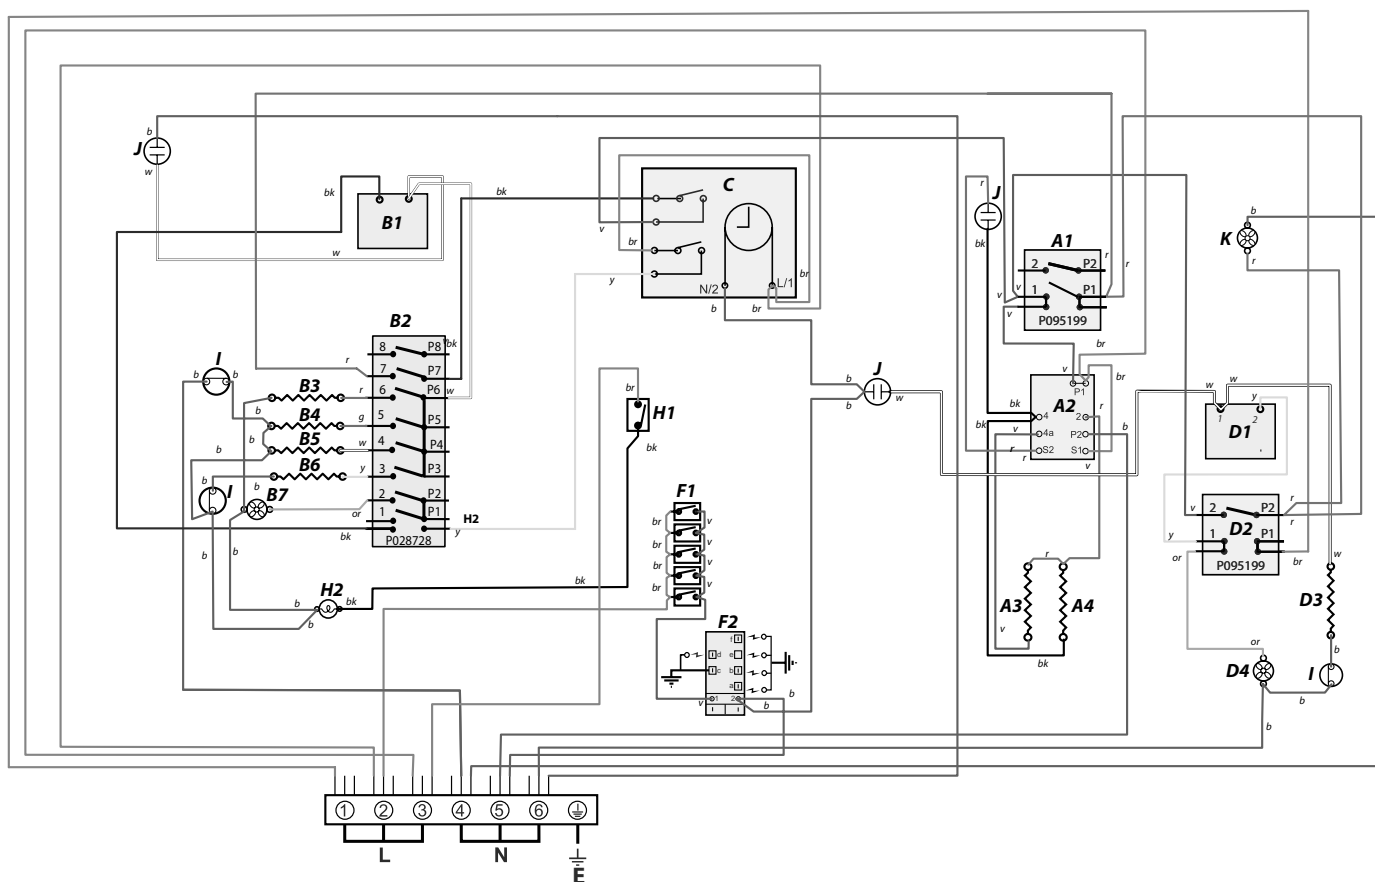 b
J
w
bk
B1
w
bk
C
v
br
y
N/2
L/1
br
b
br
r
J
bk
A1
2 P2
r
r
v
1 P1
v
v
P095199
br
b
K
r
B2
8 P8 bk
7 P7
r
6 P6
w
r
5 P5
g
4 P4
w
3 P3
y
2 P2
or
1 P1
H2
y
bk
P028728
I
b b
B3
b
B4
b
B5
b
B6
b
b
I
B7
b
b
br
H1
bk
J
b
b
w
v
P1
br
A2
bk
4 2
r
bk
v
4a P2
b
r
S2 S1
r
v
w w
y
1 2
D1
v
2 P2
r
D2
r
y
1 P1
or
br
P095199
F1
br v
br v
br v
br v
bk
H2
b bk
b
F2
f
d e
c b
a
v
1 2
b
b
r
A3 A4
v
bk
w
D3
b
or
D4
I
b
b
1 2 3 4 5 6
L N
E